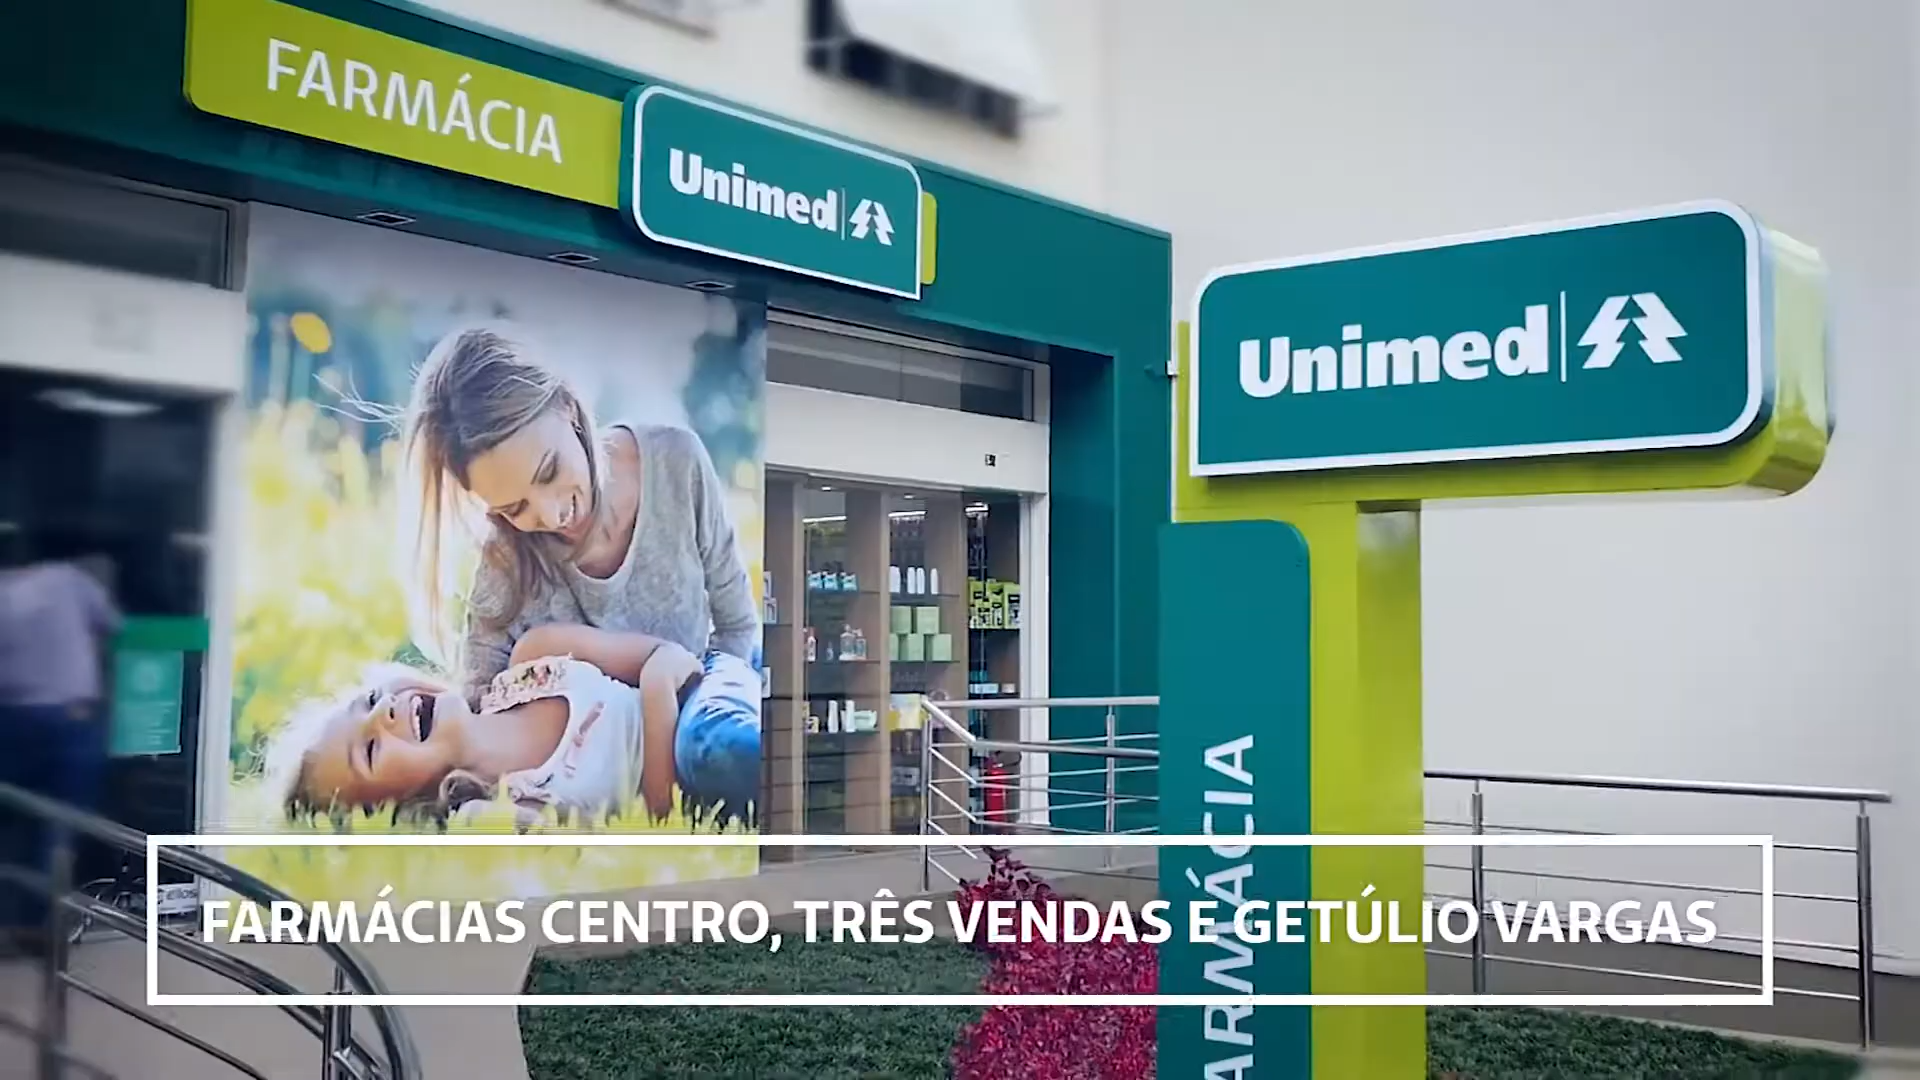 FARMÁCIA
Unimed
Unimed
FARMÁCIA
FARMÁCIAS CENTRO, TRÊS VENDAS E GETÚLIO VARGAS